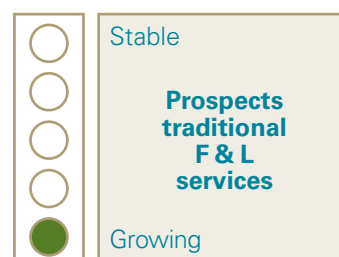 Stable
Prospects
traditional
F & L
services
Growing